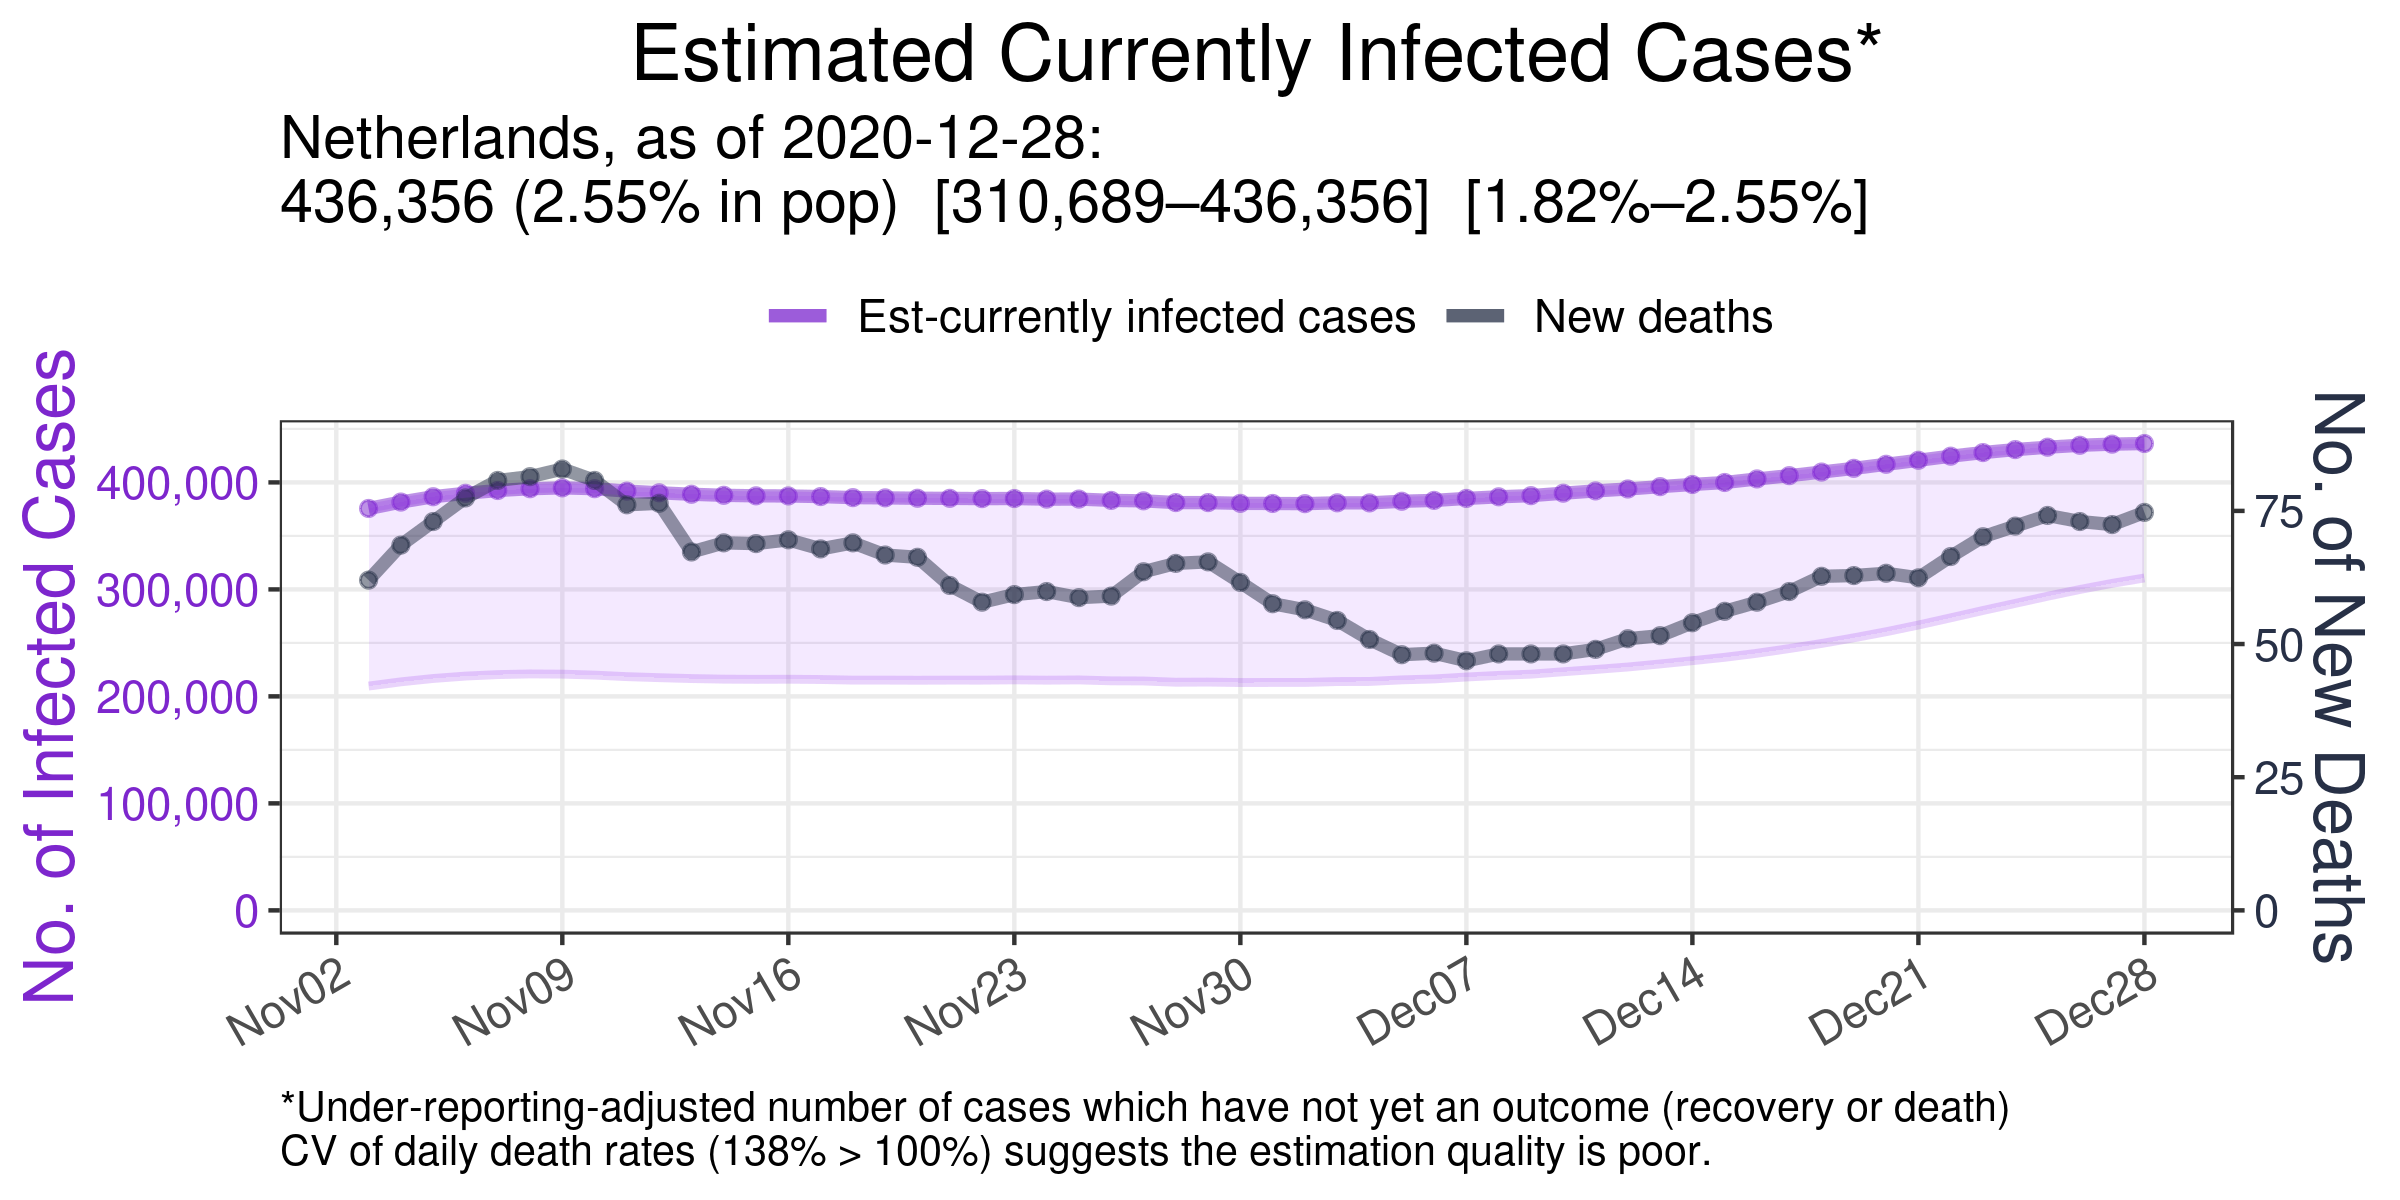 Estimated Currently Infected Cases*
Netherlands, as of 2020-12-28:
436,356 (2.55% in pop)  [310,689–436,356]  [1.82%–2.55%]
Est-currently infected cases
New deaths
No. of Infected Cases
400,000
300,000
200,000
100,000
0
No. of New Deaths
75
50
25
0
Nov02
Nov09
Nov16
Nov23
Nov30
Dec07
Dec14
Dec21
Dec28
*Under-reporting-adjusted number of cases which have not yet an outcome (recovery or death)
CV of daily death rates (138% > 100%) suggests the estimation quality is poor.